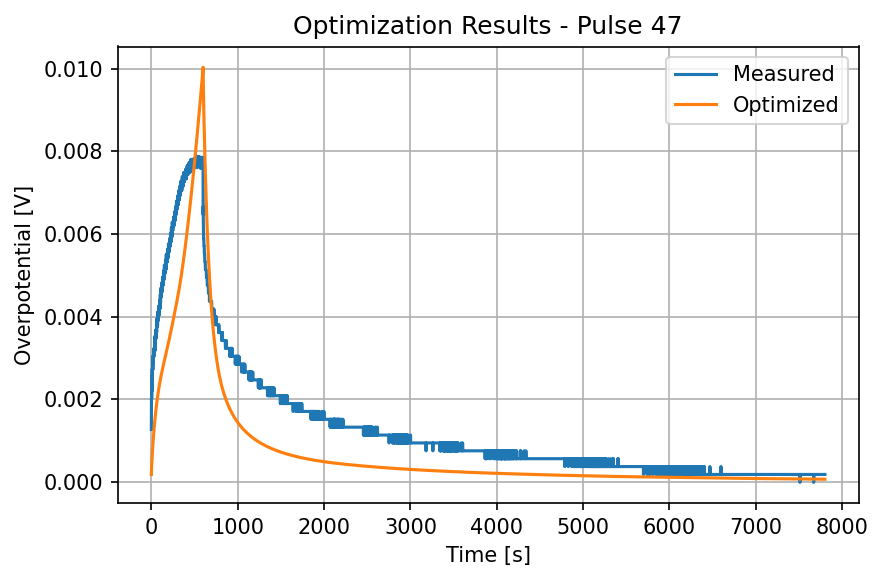 Optimization Results - Pulse 47
Measured
Optimized
Overpotential [V]
0.010
0.008
0.006
0.004
0.002
0.000
0 1000 2000 3000 4000 5000 6000 7000 8000
Time [s]